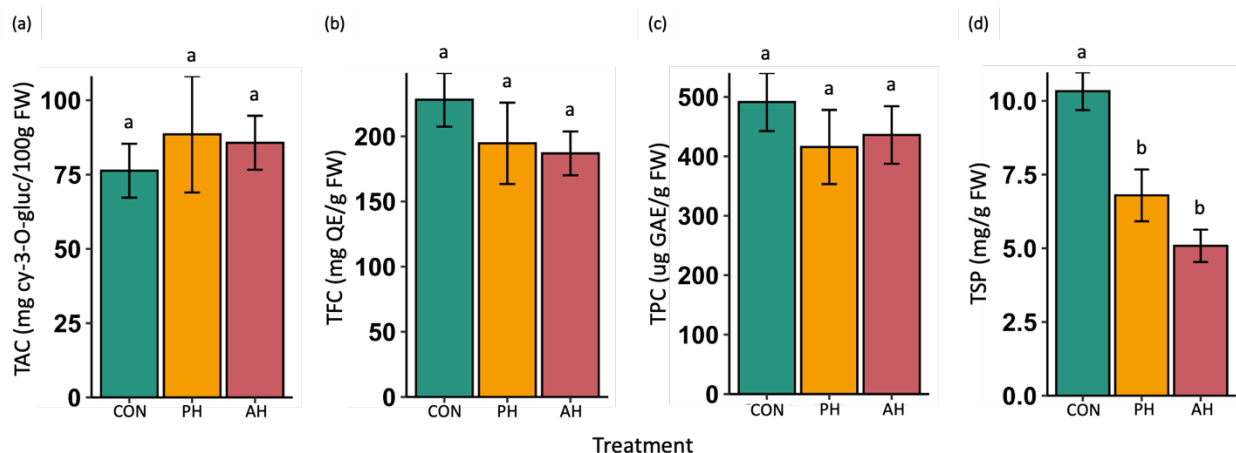 (a)
(b)
(c)
(d)
TAC (mg cy-3-O-gluc/100g FW)
100
75
50
25
0
a
a
a
CON
PH
AH
TFC (mg QE/g FW)
200
150
100
50
0
a
a
a
CON
PH
AH
TPC (ug GAE/g FW)
500
400
300
200
100
0
a
a
a
CON
PH
AH
TSP (mg/g FW)
10.0
7.5
5.0
2.5
0.0
a
b
b
CON
PH
AH
Treatment